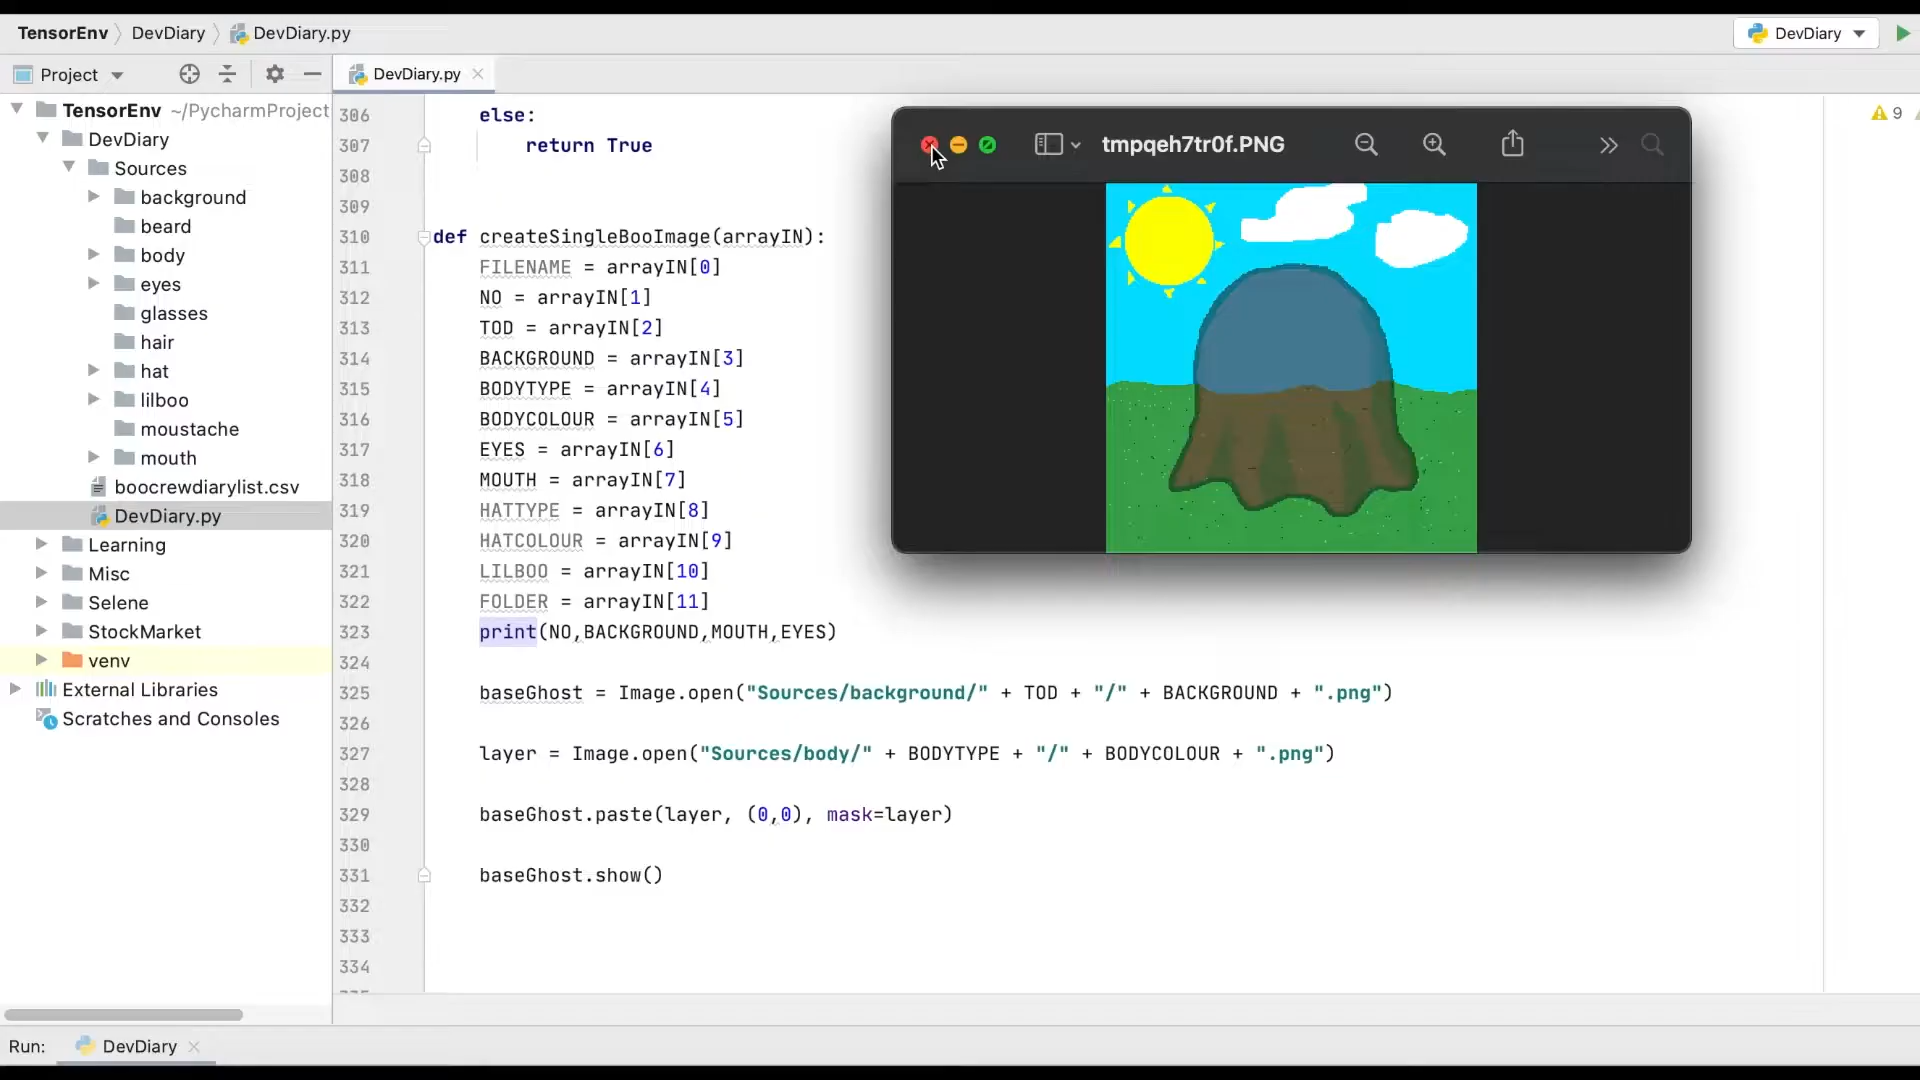 TensorEnv DevDiary DevDiary.py
DevDiary
Project
DevDiary.py
TensorEnv ~/PycharmProject
DevDiary
Sources
background
beard
body
eyes
glasses
hair
hat
lilboo
moustache
mouth
boocrewdiarylist.csv
DevDiary.py
Learning
Misc
Selene
StockMarket
venv
External Libraries
Scratches and Consoles
306 else:
307 return True
308
309
310 def createSingleBooImage(arrayIN):
311 FILENAME = arrayIN[0]
312 NO = arrayIN[1]
313 TOD = arrayIN[2]
314 BACKGROUND = arrayIN[3]
315 BODYTYPE = arrayIN[4]
316 BODYCOLOUR = arrayIN[5]
317 EYES = arrayIN[6]
318 MOUTH = arrayIN[7]
319 HATTYPE = arrayIN[8]
320 HATCOLOUR = arrayIN[9]
321 LILBOO = arrayIN[10]
322 FOLDER = arrayIN[11]
323 print(NO,BACKGROUND,MOUTH,EYES)
324
325 baseGhost = Image.open("Sources/background/" + TOD + "/" + BACKGROUND + ".png")
326
327 layer = Image.open("Sources/body/" + BODYTYPE + "/" + BODYCOLOUR + ".png")
328
329 baseGhost.paste(layer, (0,0), mask=layer)
330
331 baseGhost.show()
332
333
334
tmpqeh7tr0f.PNG
9
Run: DevDiary